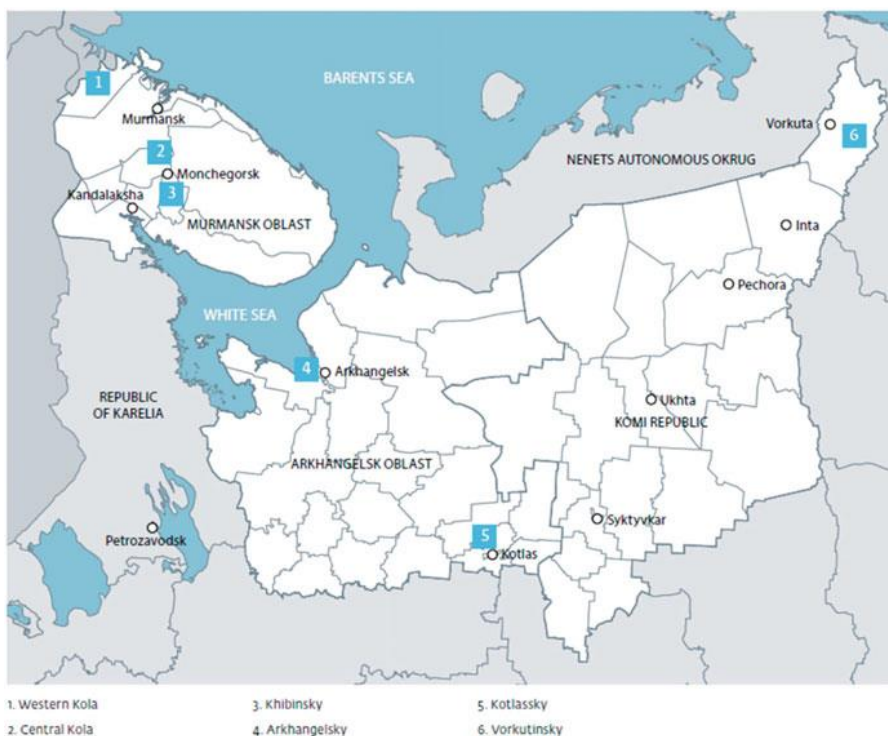 BARENTS SEA
1
Murmansk
Vorkuta
6
2
NENETS AUTONOMOUS OKRUG
Monchegorsk
Kandalaksha
3
MURMANSK OBLAST
Inta
Pechora
WHITE SEA
4
Arkhangelsk
REPUBLIC
OF KARELIA
Ukhta
KOMI REPUBLIC
ARKHANGELSK OBLAST
Syktyvkar
Petrozavodsk
5
Kotlas
1. Western Kola
3. Khibinsky
5. Kotlassky
2. Central Kola
4. Arkhangelsky
6. Vorkutinsky